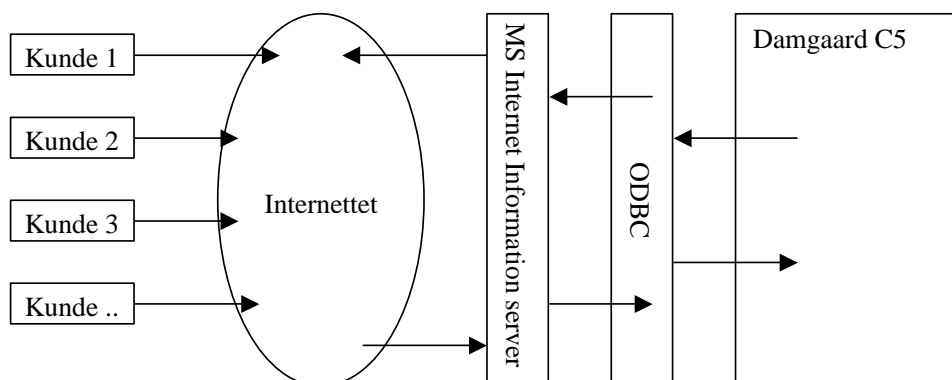 Kunde 1
Kunde 2
Kunde 3
Kunde ..
Internettet
MS Internet Information server
ODBC
Damgaard C5